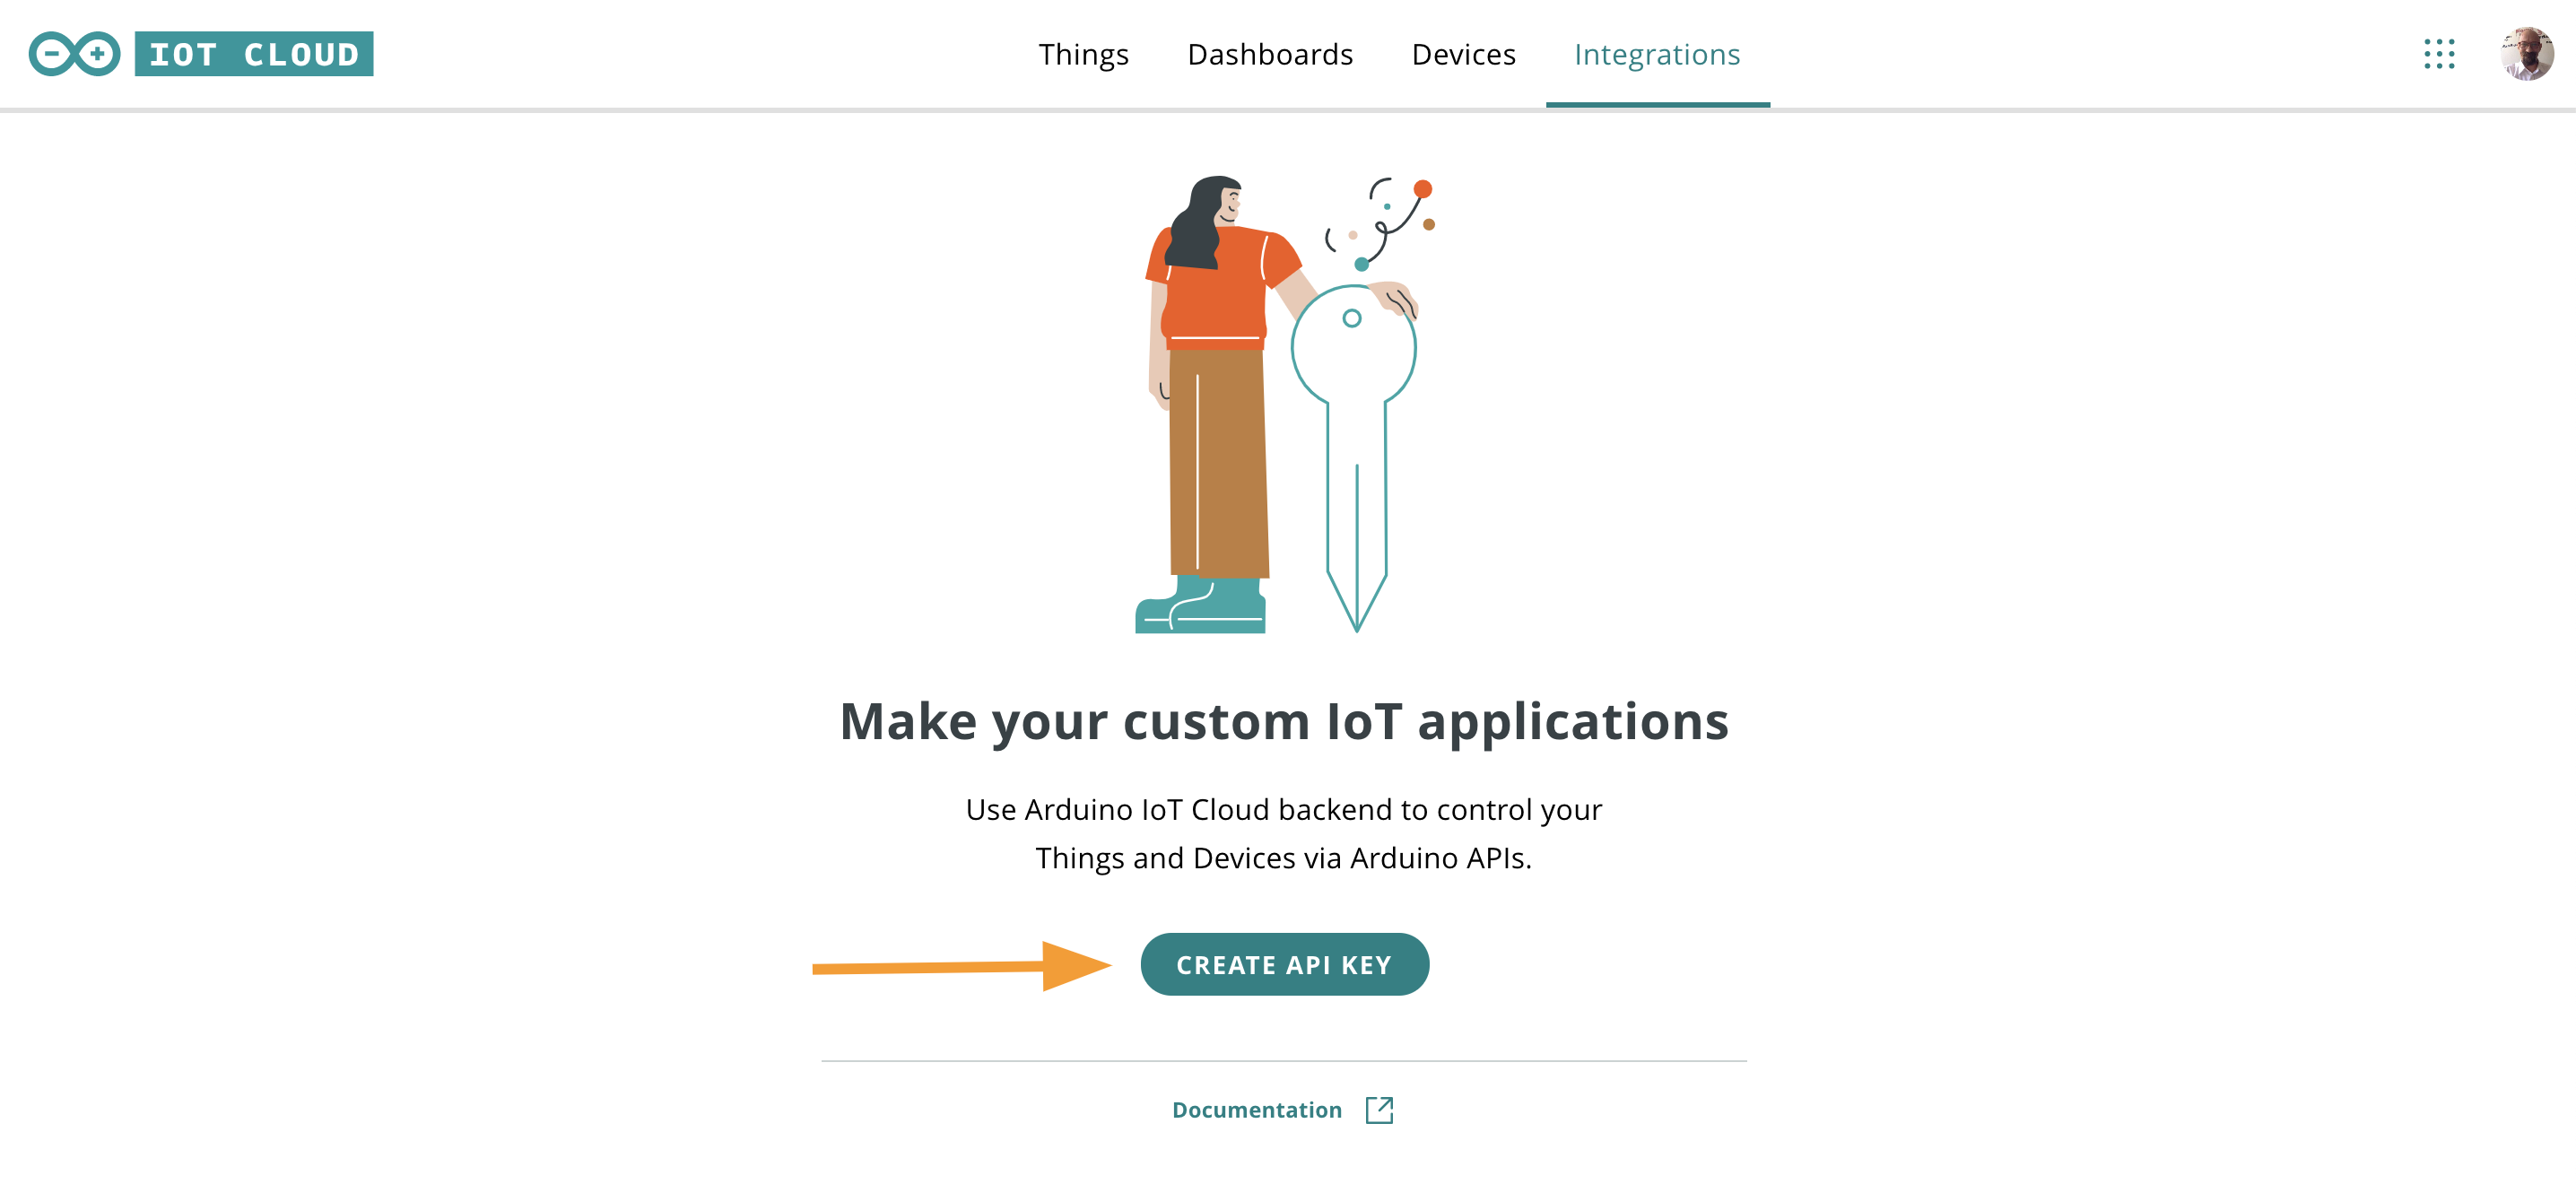 IOT CLOUD
Things
Dashboards
Devices
Integrations
Make your custom IoT applications
Use Arduino IoT Cloud backend to control your
Things and Devices via Arduino APIs.
CREATE API KEY
Documentation